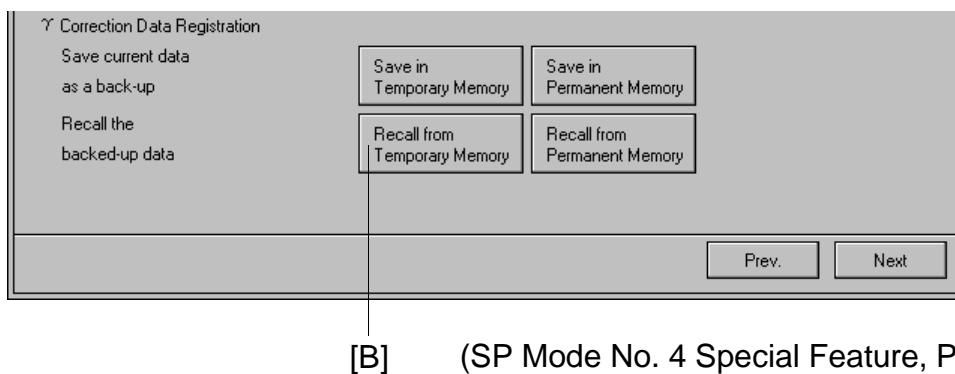 ϒ Correction Data Registration
Save current data
as a back-up
Save in
Temporary Memory
Save in
Permanent Memory
Recall the
backed-up data
Recall from
Temporary Memory
Recall from
Permanent Memory
Prev.
Next
[B]
(SP Mode No. 4 Special Feature, P